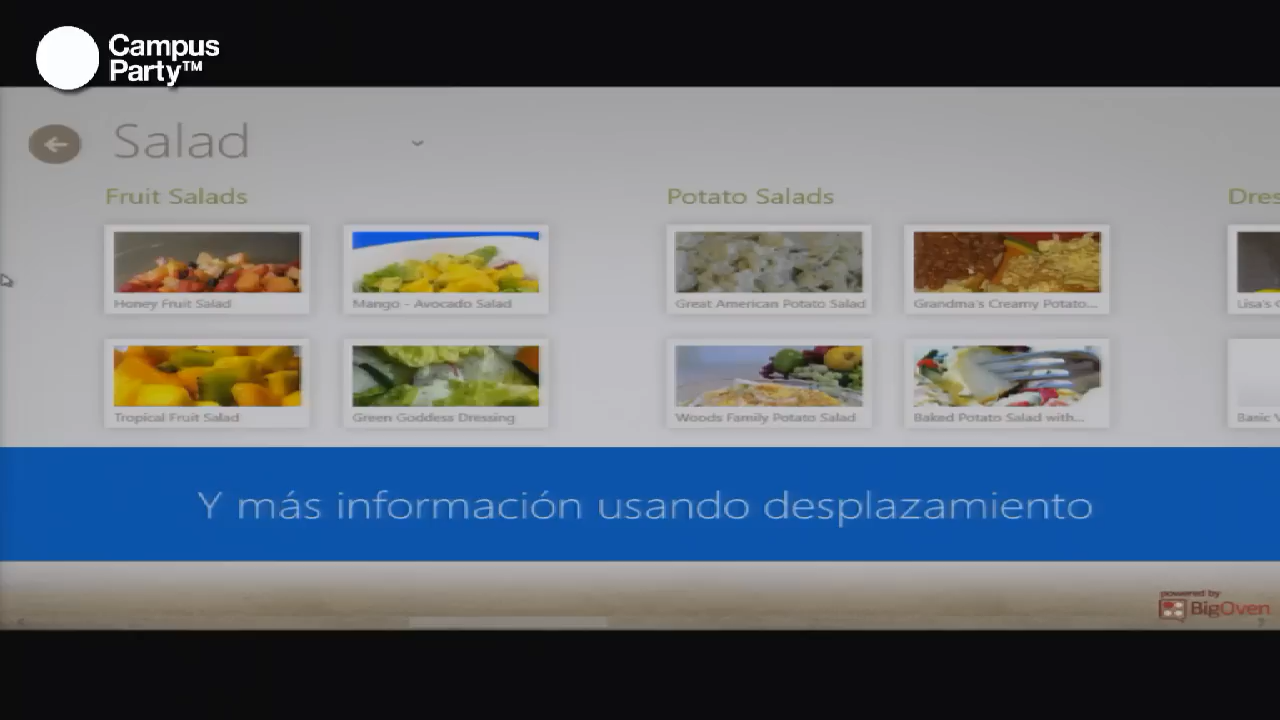 Campus
Party™
Salad
Fruit Salads
Potato Salads
Honey Fruit Salad
Mango - Avocado Salad
Great American Potato Salad
Grandma's Creamy Potato...
Lisa's
Tropical Fruit Salad
Green Goddess Dressing
Woods Family Potato Salad
Baked Potato Salad with...
Basic
Y más información usando desplazamiento
powered by
BigOven